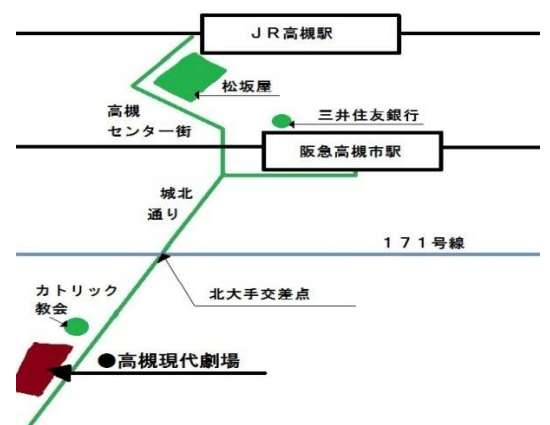 ＪＲ高槻駅
松坂屋
高槻
センター街
三井住友銀行
阪急高槻市駅
城北
通り
１７１号線
カトリック
教会
北大手交差点
●高槻現代劇場